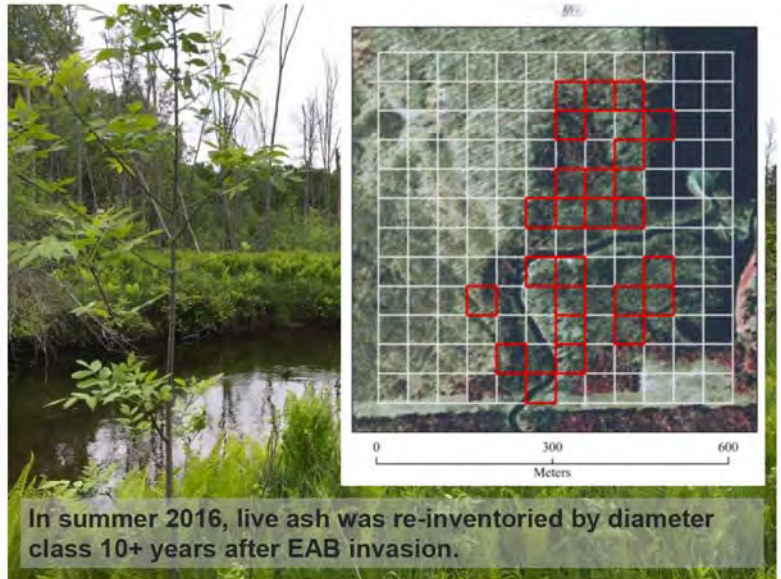 0 300 600
Meters
In summer 2016, live ash was re-inventoried by diameter
class 10+ years after EAB invasion.